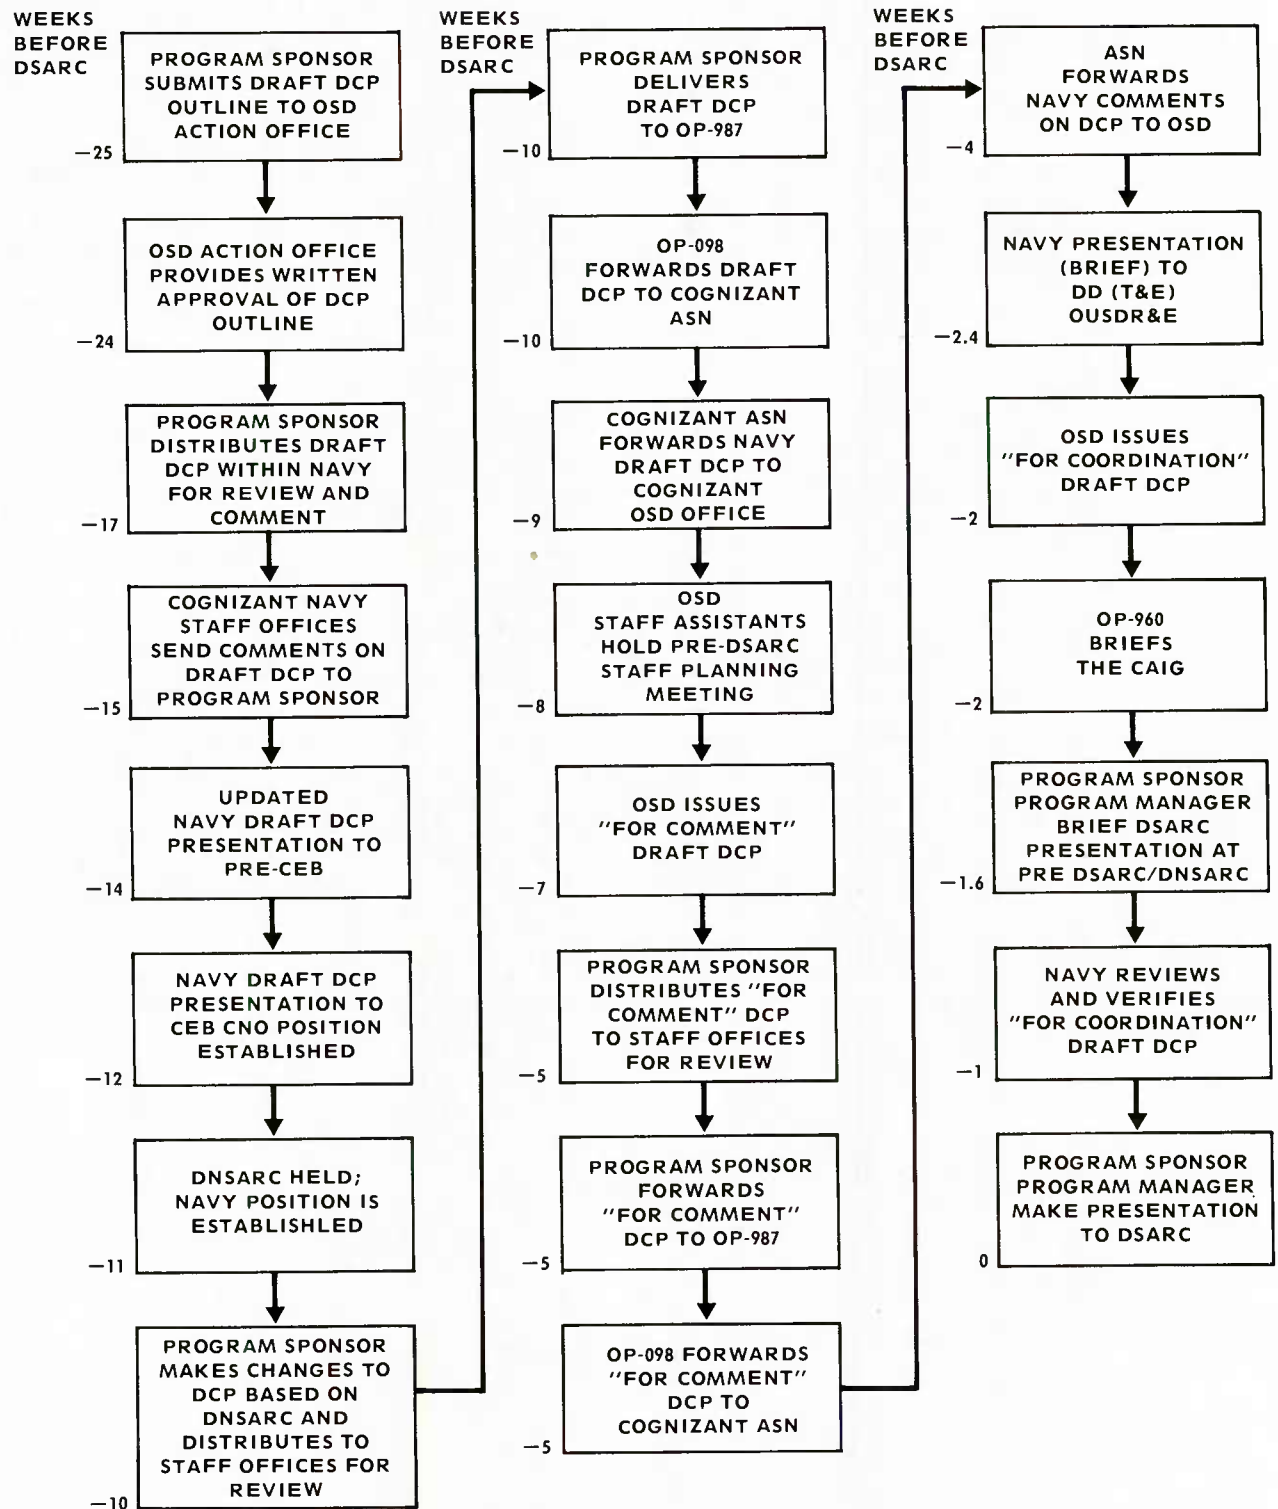 WEEKS
BEFORE
DSARC
PROGRAM SPONSOR
SUBMITS DRAFT DCP
OUTLINE TO OSD
ACTION OFFICE
—25
OSD ACTION OFFICE
PROVIDES WRITTEN
APPROVAL OF DCP
OUTLINE
—24
PROGRAM SPONSOR
DISTRIBUTES DRAFT
DCP WITHIN NAVY
FOR REVIEW AND
COMMENT
—17
COGNIZANT NAVY
STAFF OFFICES
SEND COMMENTS ON
DRAFT DCP TO
PROGRAM SPONSOR
—15
UPDATED
NAVY DRAFT DCP
PRESENTATION TO
PRE-CEB
—14
NAVY DRAFT DCP
PRESENTATION TO
CEB CNO POSITION
ESTABLISHED
—12
DNSARC HELD;
NAVY POSITION IS
ESTABLISHLED
—11
PROGRAM SPONSOR
MAKES CHANGES TO
DCP BASED ON
DNSARC AND
DISTRIBUTES TO
STAFF OFFICES FOR
REVIEW
—10
WEEKS
BEFORE
DSARC
PROGRAM SPONSOR
DELIVERS
DRAFT DCP
TO OP-987
—10
OP-098
FORWARDS DRAFT
DCP TO COGNIZANT
ASN
—10
COGNIZANT ASN
FORWARDS NAVY
DRAFT DCP TO
COGNIZANT
OSD OFFICE
—9
OSD
STAFF ASSISTANTS
HOLD PRE-DSARC
STAFF PLANNING
MEETING
—8
OSD ISSUES
"FOR COMMENT"
DRAFT DCP
—7
PROGRAM SPONSOR
DISTRIBUTES "FOR
COMMENT" DCP
TO STAFF OFFICES
FOR REVIEW
—5
PROGRAM SPONSOR
FORWARDS
"FOR COMMENT"
DCP TO OP-987
—5
OP-098 FORWARDS
"FOR COMMENT"
DCP TO
COGNIZANT ASN
—5
WEEKS
BEFORE
DSARC
ASN
FORWARDS
NAVY COMMENTS
ON DCP TO OSD
—4
NAVY PRESENTATION
(BRIEF) TO
DD (T&E)
OUSDR&E
—2.4
OSD ISSUES
"FOR COORDINATION"
DRAFT DCP
—2
OP-960
BRIEFS
THE CAIG
—2
PROGRAM SPONSOR
PROGRAM MANAGER
BRIEF DSARC
PRESENTATION AT
PRE DSARC/DNSARC
—1.6
NAVY REVIEWS
AND VERIFIES
"FOR COORDINATION"
DRAFT DCP
—1
PROGRAM SPONSOR
PROGRAM MANAGER
MAKE PRESENTATION
TO DSARC
0